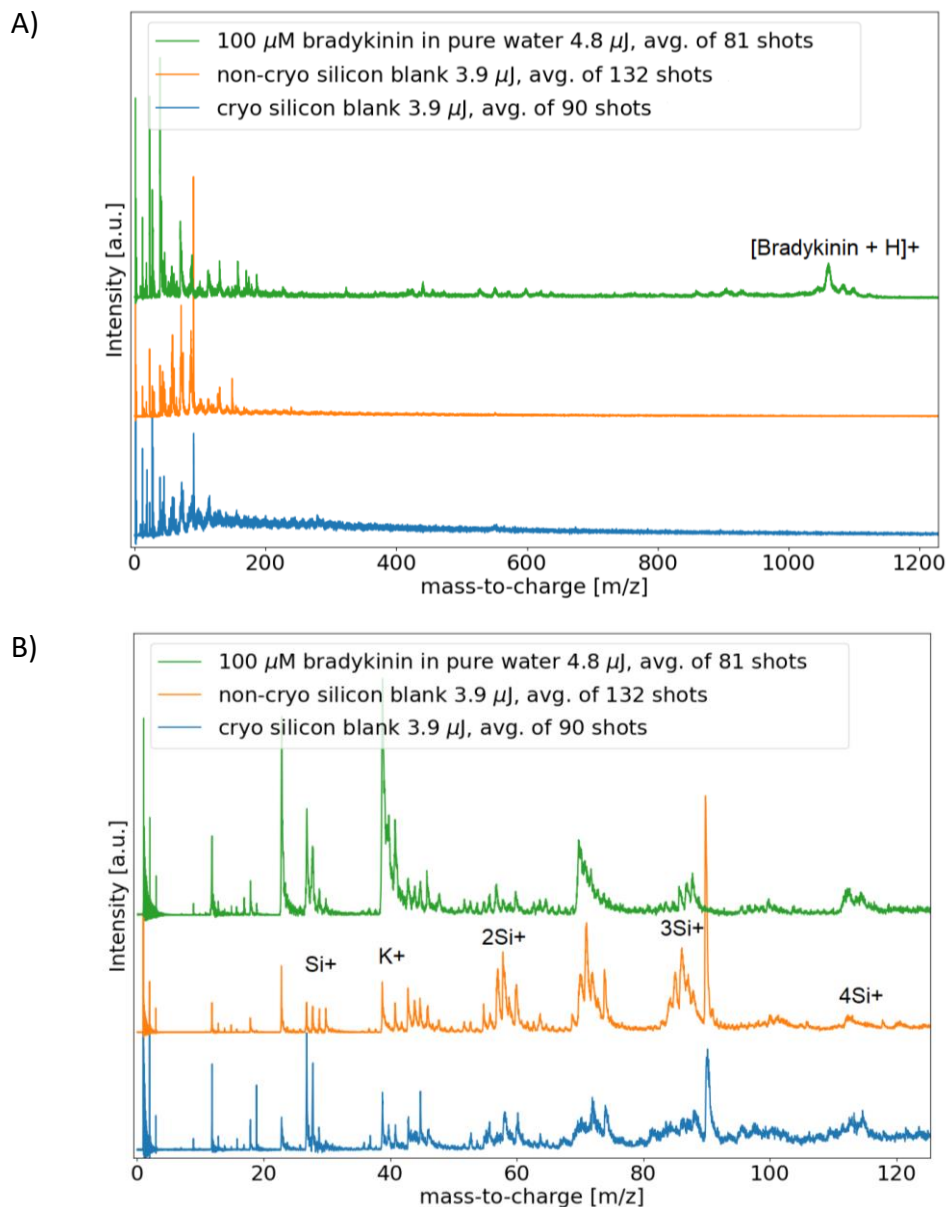 A)
100 μM bradykinin in pure water 4.8 μJ, avg. of 81 shots
non-cryo silicon blank 3.9 μJ, avg. of 132 shots
cryo silicon blank 3.9 μJ, avg. of 90 shots
Intensity [a.u.]
[Bradykinin + H]+
0 200 400 600 800 1000 1200
mass-to-charge [m/z]
B)
100 μM bradykinin in pure water 4.8 μJ, avg. of 81 shots
non-cryo silicon blank 3.9 μJ, avg. of 132 shots
cryo silicon blank 3.9 μJ, avg. of 90 shots
Intensity [a.u.]
Si+ K+ 2Si+ 3Si+ 4Si+
0 20 40 60 80 100 120
mass-to-charge [m/z]